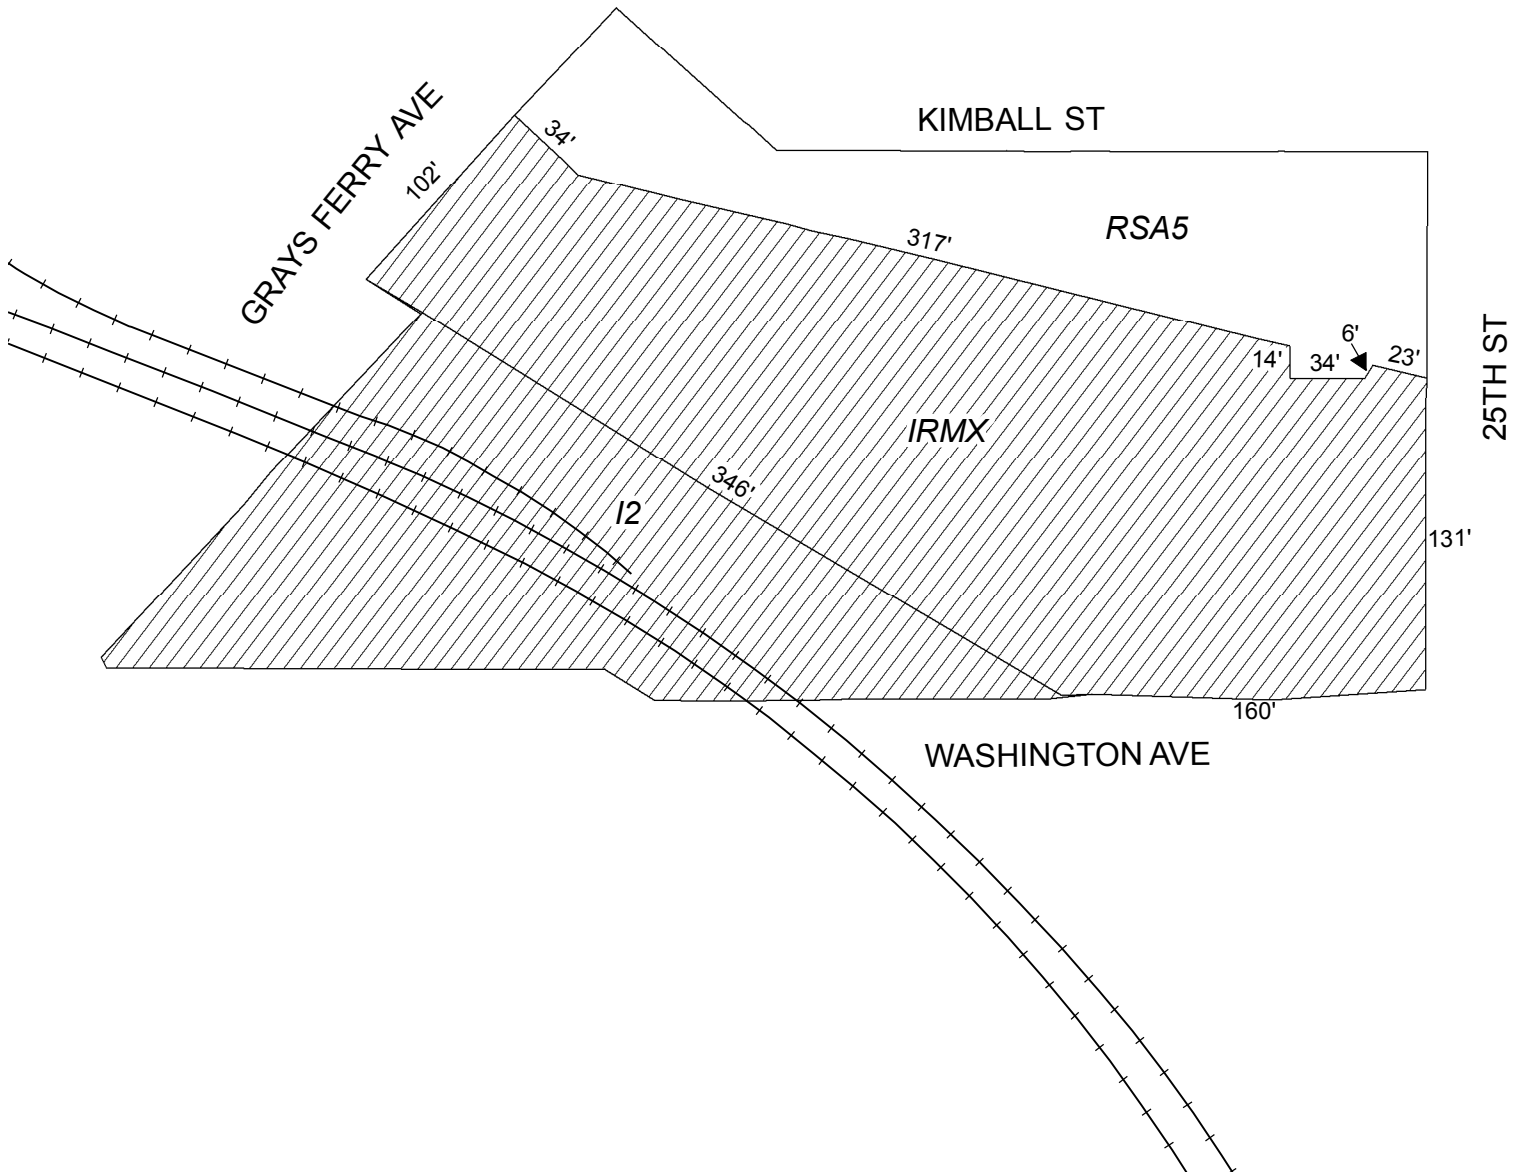 KIMBALL ST
GRAYS FERRY AVE
34'
102'
RSA5
317'
6'
14'
34'
23'
25TH ST
IRMX
346'
I2
131'
160'
WASHINGTON AVE